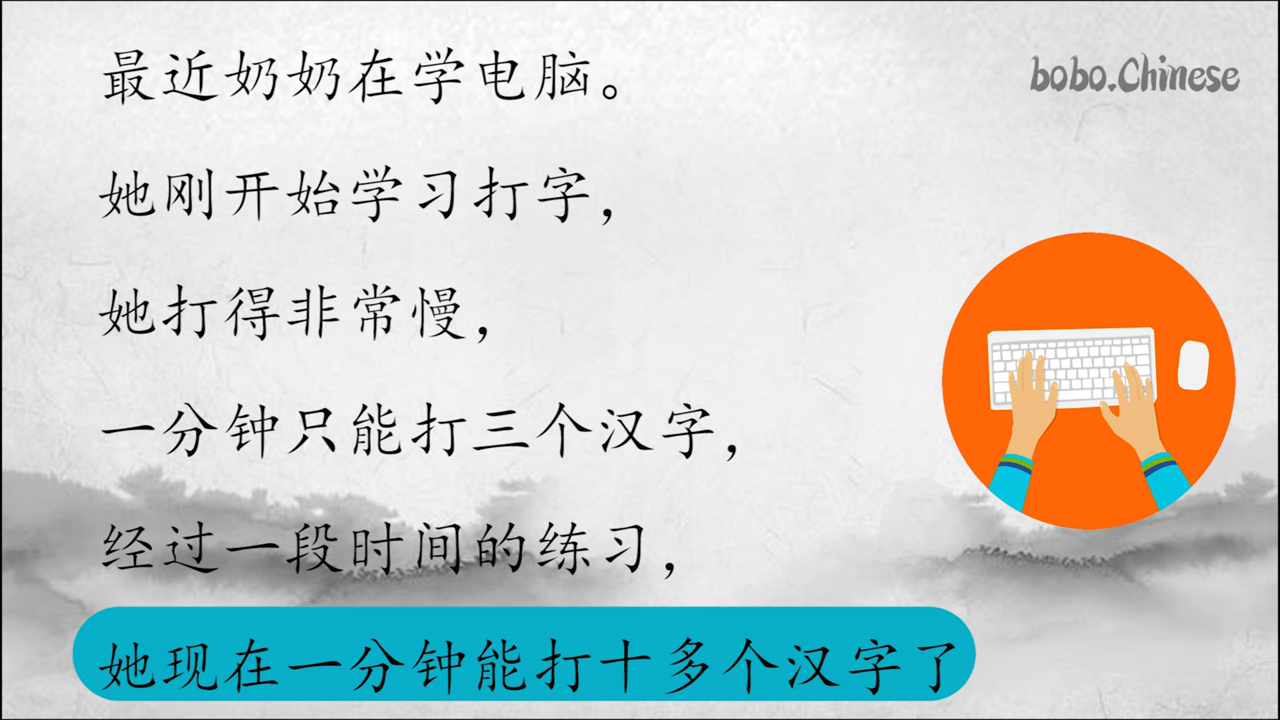 最近奶奶在学电脑。
bobo.Chinese
她刚开始学习打字，
她打得非常慢，
一分钟只能打三个汉字，
经过一段时间的练习，
她现在一分钟能打十多个汉字了